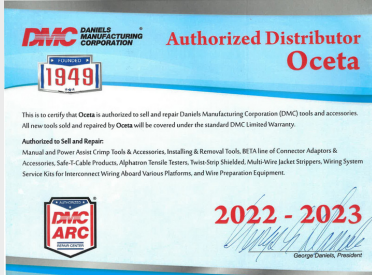 DMC DANIELS
MANUFACTURING
CORPORATION
FOUNDED
1949
Authorized Distributor
Oceta
This is to certify that Oceta is authorized to sell and repair Daniels Manufacturing Corporation (DMC) tools and accessories.
All new tools sold and repaired by Oceta will be covered under the standard DMC Limited Warranty.
Authorized to Sell and Repair:
Manual and Power Assist Crimp Tools & Accessories, Installing & Removal Tools, BETA line of Connector Adaptors &
Accessories, Safe-T-Cable Products, Alphatron Tensile Testers, Twist-Strip Shielded, Multi-Wire Jacket Strippers, Wiring System
Service Kits for Interconnect Wiring Aboard Various Platforms, and Wire Preparation Equipment.
AUTHORIZED
DMC
ARC
REPAIR CENTER
2022 - 2023
George Daniels, President